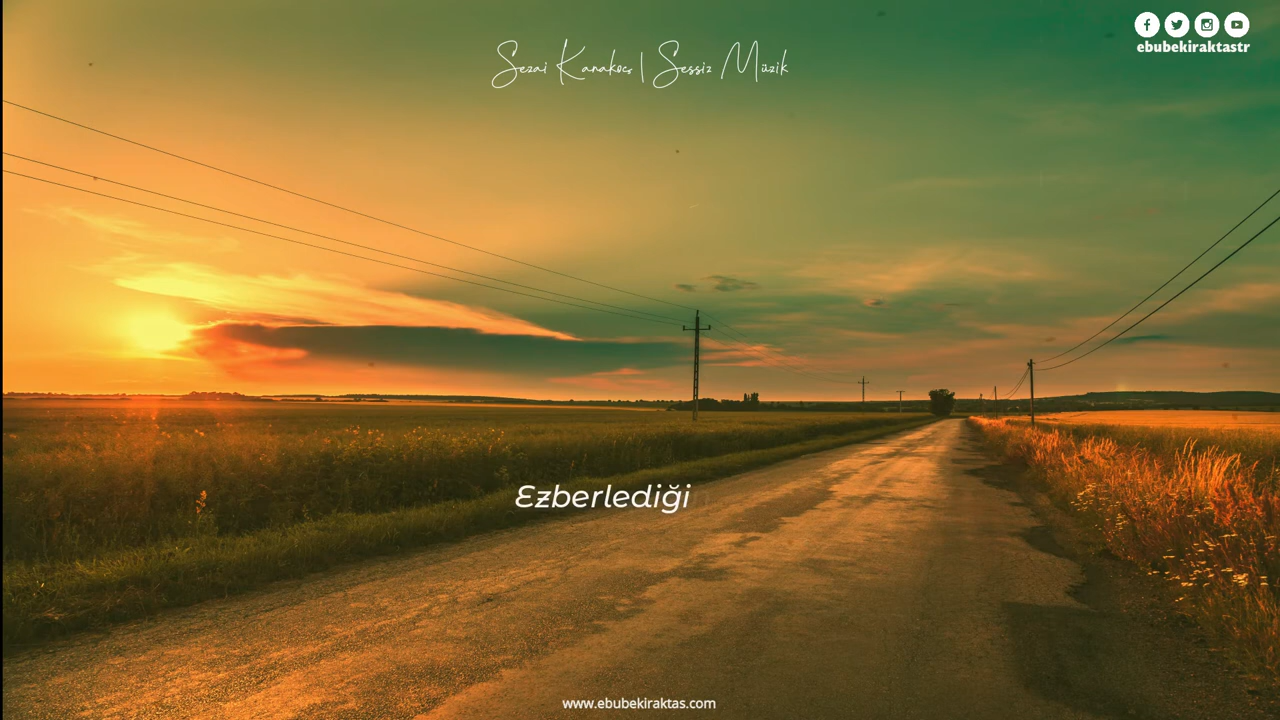 ebubekiraktastr
Sezai Karakoç | Sessiz Müzik
Ezberlediği
www.ebubekiraktas.com